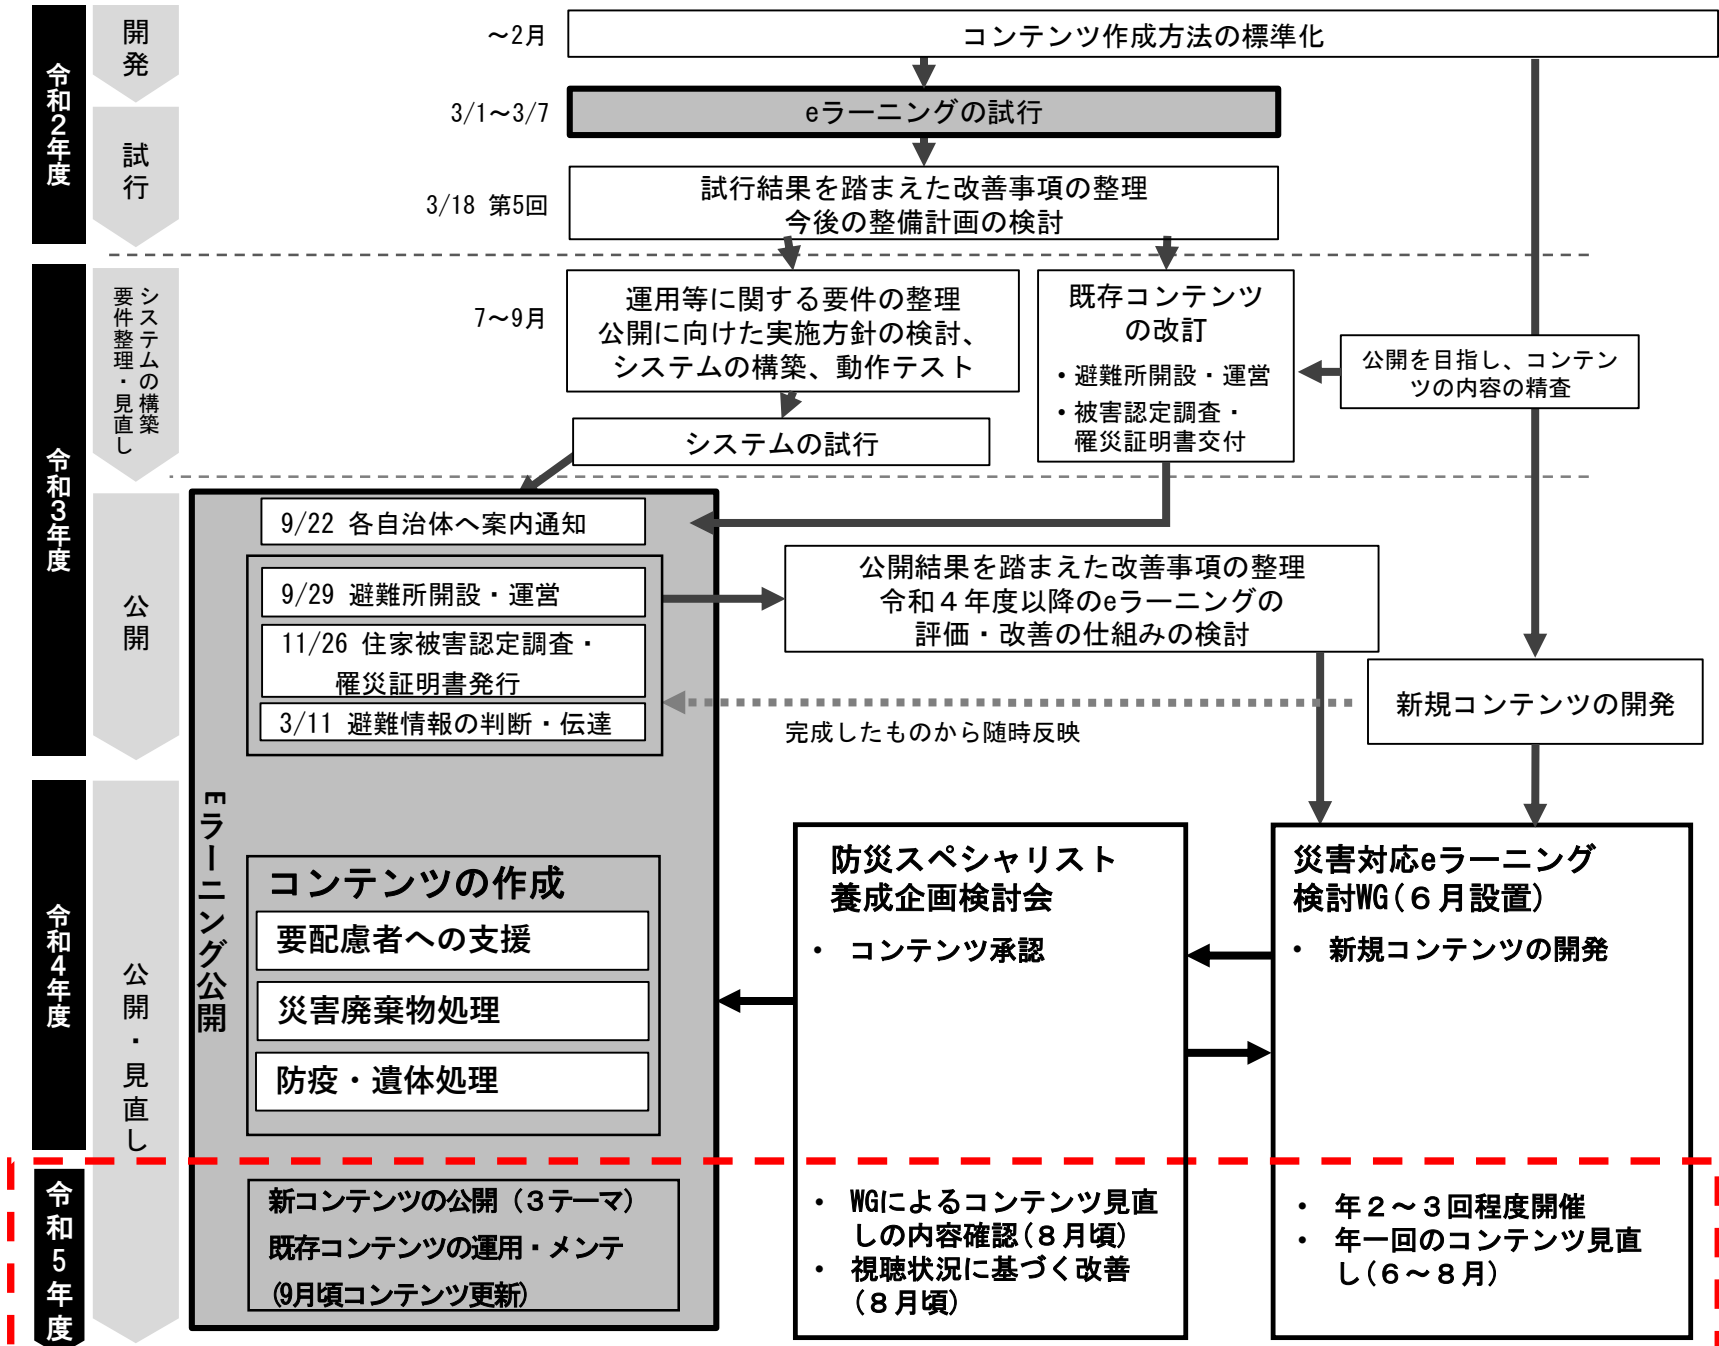 令和２年度
開発
試行
～2月
コンテンツ作成方法の標準化
3/1～3/7
eラーニングの試行
3/18 第5回
試行結果を踏まえた改善事項の整理
今後の整備計画の検討
令和３年度
システムの構築
要件整理・見直し
7～9月
運用等に関する要件の整理
公開に向けた実施方針の検討、
システムの構築、動作テスト
システムの試行
既存コンテンツ
の改訂
・避難所開設・運営
・被害認定調査・
罹災証明書交付
公開を目指し、コンテン
ツの内容の精査
公開
Eラーニング公開
9/22 各自治体へ案内通知
9/29 避難所開設・運営
11/26 住家被害認定調査・
罹災証明書発行
3/11 避難情報の判断・伝達
公開結果を踏まえた改善事項の整理
令和４年度以降のeラーニングの
評価・改善の仕組みの検討
完成したものから随時反映
新規コンテンツの開発
令和４年度
公開・見直し
コンテンツの作成
要配慮者への支援
災害廃棄物処理
防疫・遺体処理
防災スペシャリスト
養成企画検討会
・ コンテンツ承認
災害対応eラーニング
検討WG(６月設置)
・ 新規コンテンツの開発
令和５年度
新コンテンツの公開（３テーマ）
既存コンテンツの運用・メンテ
(9月頃コンテンツ更新)
・ WGによるコンテンツ見直
しの内容確認(８月頃)
・ 視聴状況に基づく改善
(８月頃)
・ 年２～３回程度開催
・ 年一回のコンテンツ見直
し(６～８月)